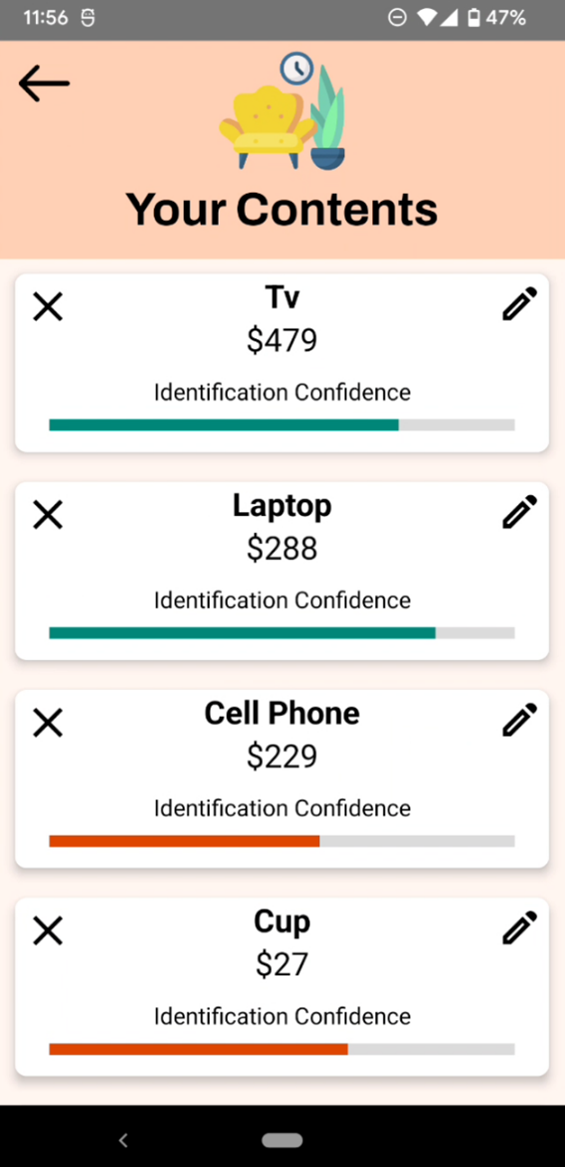 11:56 47%
Your Contents
Tv
$479
Identification Confidence
Laptop
$288
Identification Confidence
Cell Phone
$229
Identification Confidence
Cup
$27
Identification Confidence